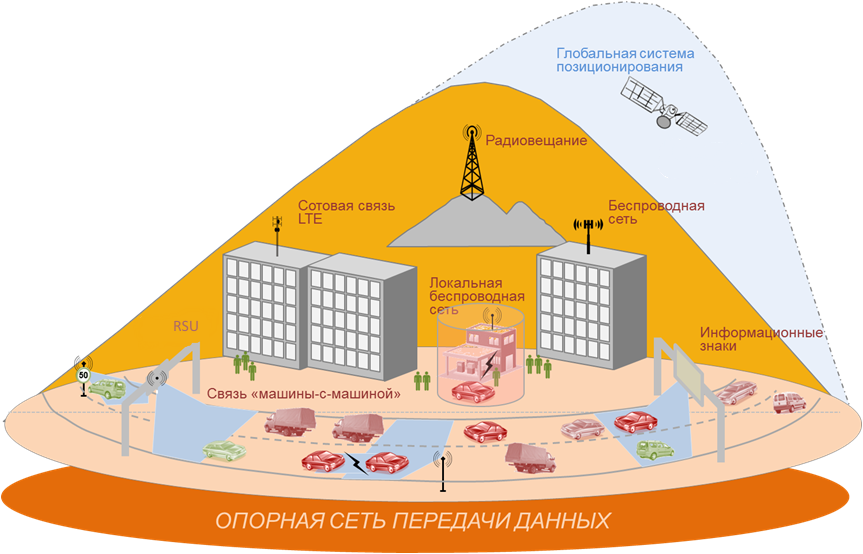 Глобальная система
позиционирования
Радиовещание
Сотовая связь
LTE
Беспроводная
сеть
Локальная
беспроводная
сеть
RSU
Информационные
знаки
50
Связь «машины-с-машиной»
ОПОРНАЯ СЕТЬ ПЕРЕДАЧИ ДАННЫХ